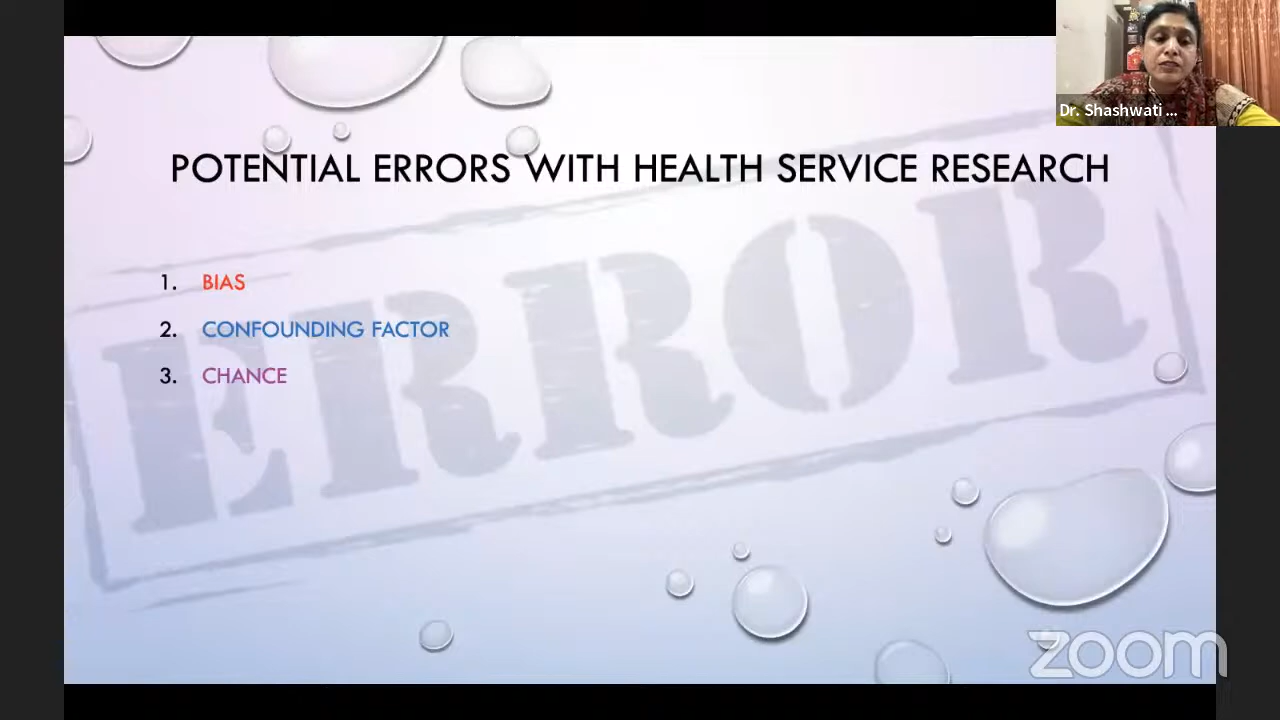 Dr. Shashwati ...
POTENTIAL ERRORS WITH HEALTH SERVICE RESEARCH
1. BIAS
2. CONFOUNDING FACTOR
3. CHANCE
ERROR
zoom